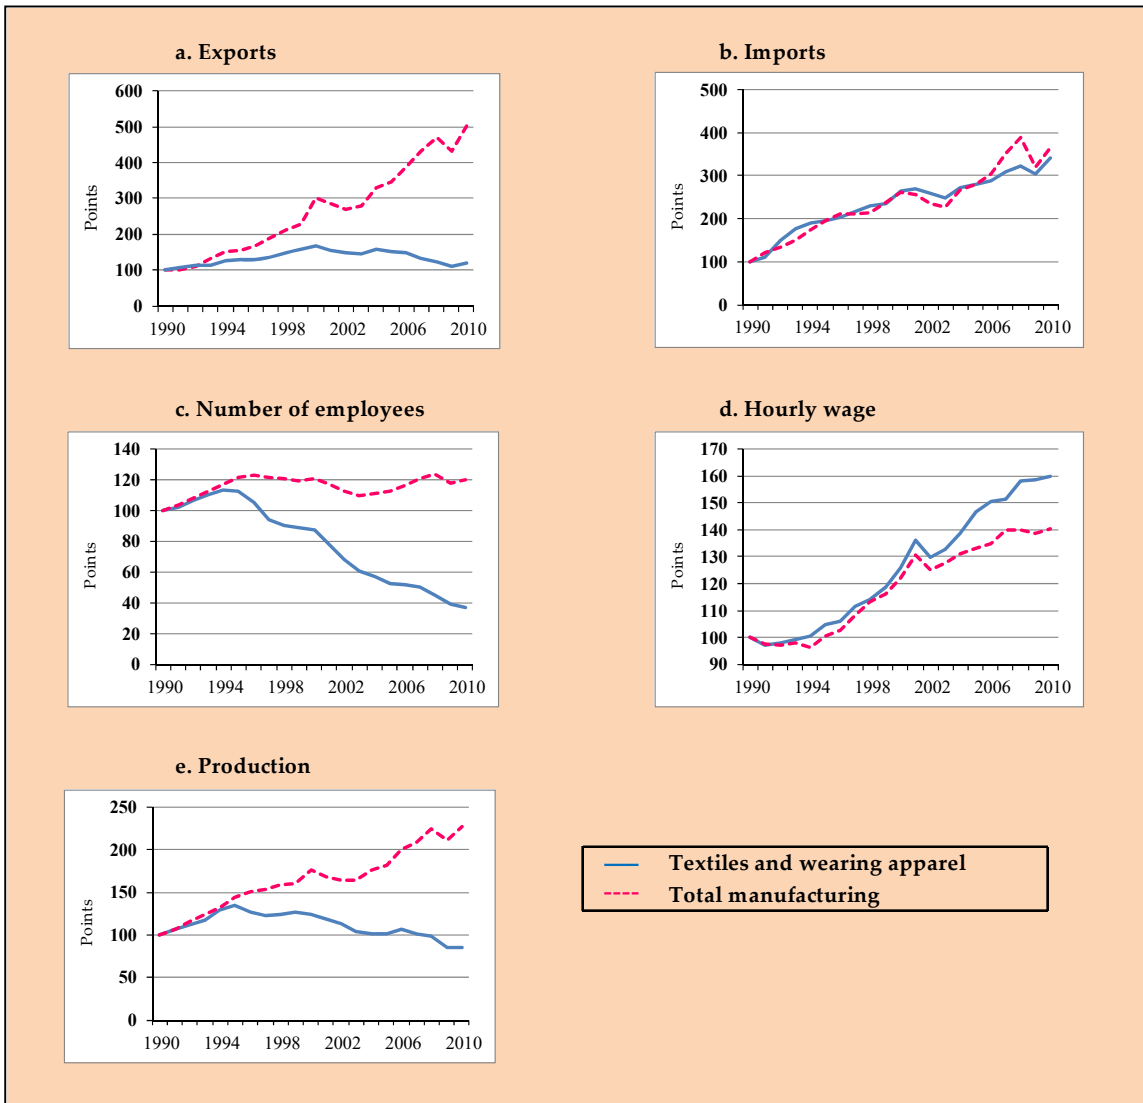 a. Exports
600
500
400
300
200
100
0
Points
1990 1994 1998 2002 2006 2010
b. Imports
500
400
300
200
100
0
Points
1990 1994 1998 2002 2006 2010
c. Number of employees
140
120
100
80
60
40
20
0
Points
1990 1994 1998 2002 2006 2010
d. Hourly wage
170
160
150
140
130
120
110
100
90
Points
1990 1994 1998 2002 2006 2010
e. Production
250
200
150
100
50
0
Points
1990 1994 1998 2002 2006 2010
Textiles and wearing apparel
Total manufacturing